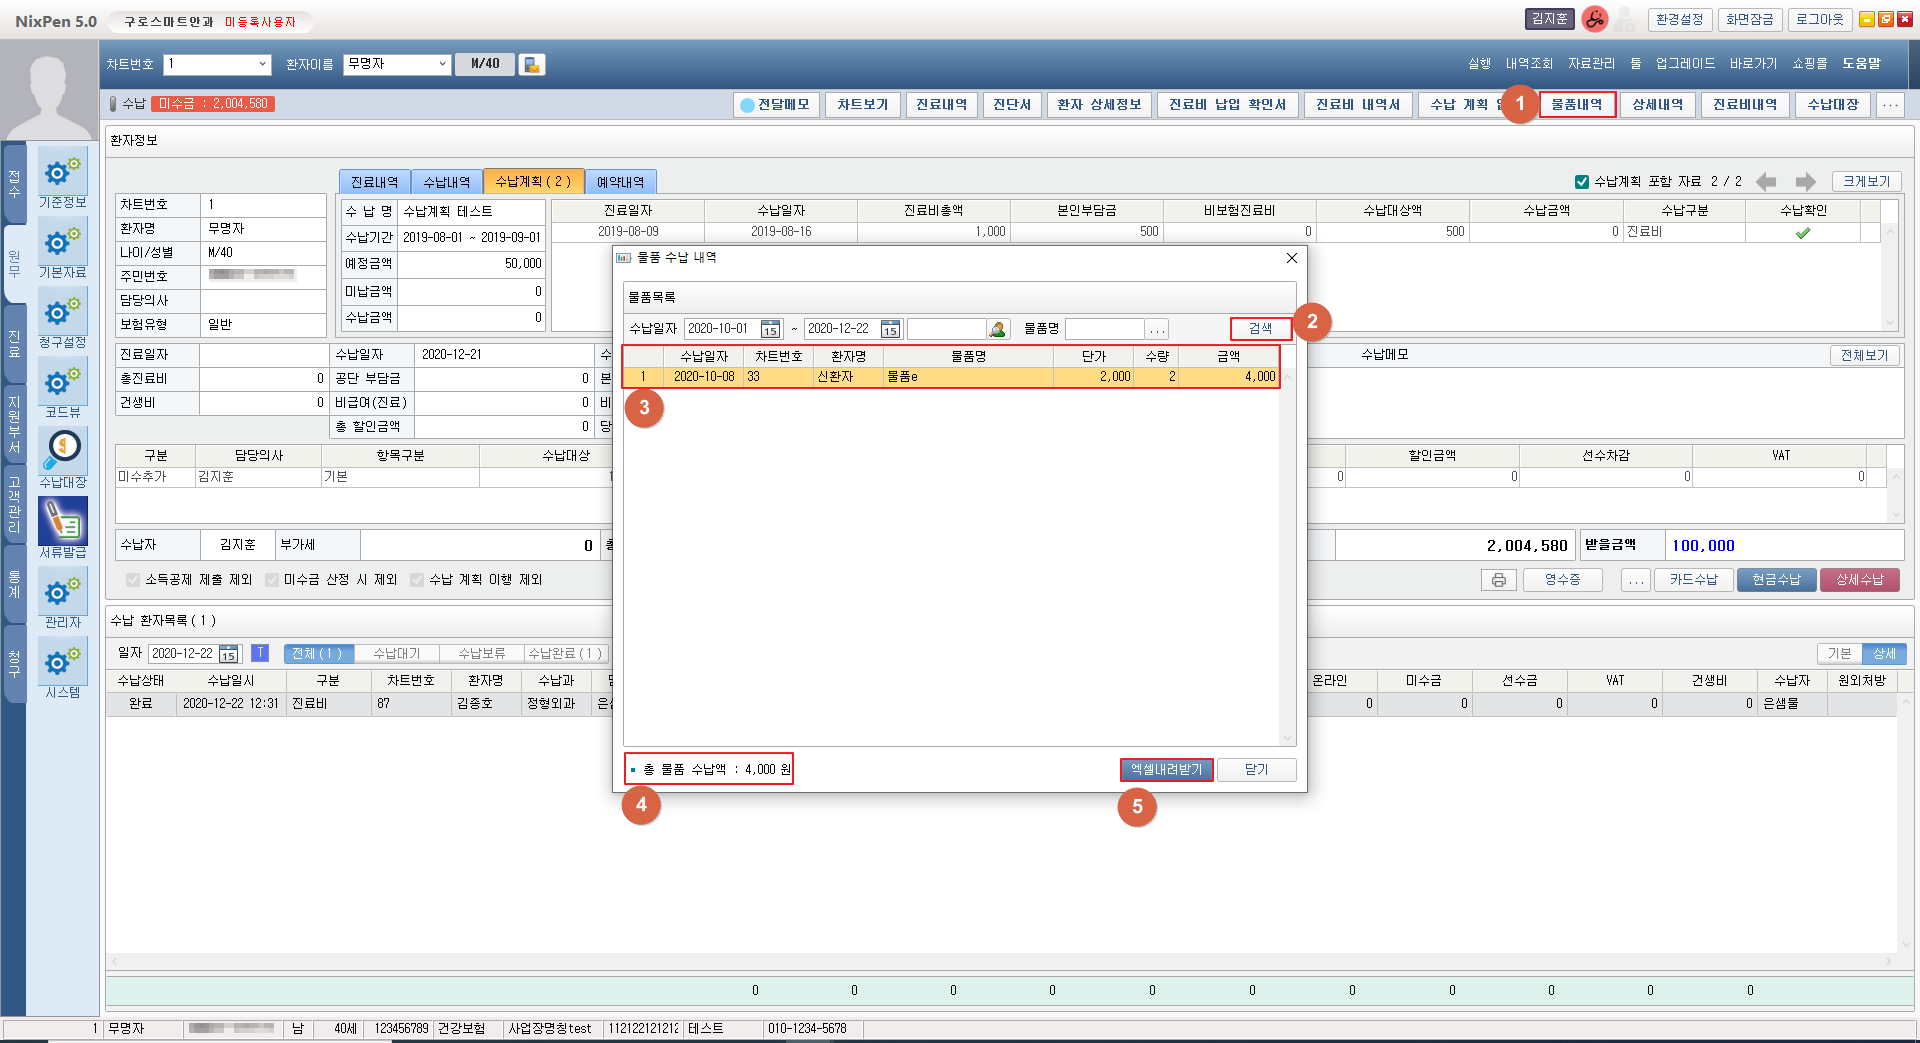 NixPen 5.0 구로스마트안과 미등록사용자 김지훈 환경설정 화면잠금 로그아웃
차트번호 1 환자이름 무명자 M/40 실행 내역조회 자료관리 툴 업그레이드 바로가기 쇼핑몰 도움말
수납 미수금 : 2,004,580 전달메모 차트보기 진료내역 진단서 환자 상세정보 진료비 납입 확인서 진료비 내역서 수납 계획 1 물품내역 상세내역 진료비내역 수납대장 ...
환자정보
접수
원무
진료
지원부서
고객관리
통계
청구
기준정보
기본자료
청구설정
코드뷰
수납대장
서류발급
관리자
시스템
진료내역 수납내역 수납계획 ( 2 ) 예약내역 수납계획 포함 자료 2 / 2 크게보기
차트번호 1
환자명 무명자
나이/성별 M/40
주민번호
담당의사
보험유형 일반
수 납 명 수납계획 테스트
수납기간 2019-08-01 ~ 2019-09-01
예정금액 50,000
미납금액 0
수납금액 0
진료일자 수납일자 진료비총액 본인부담금 비보험진료비 수납대상액 수납금액 수납구분 수납확인
2019-08-09 2019-08-16 1,000 500 0 500 0 진료비
진료일자 수납일자 2020-12-21 수 수납메모 전체보기
총진료비 0 공단 부담금 0 본
건생비 0 비급여(진료) 0 비
총 할인금액 0 당
구분 담당의사 항목구분 수납대상 할인금액 선수차감 VAT
미수추가 김지훈 기본 1 0 0 0 0
수납자 김지훈 부가세 0 총 2,004,580 받을금액 100,000
소득공제 제출 제외 미수금 산정 시 제외 수납 계획 이행 제외 영수증 ... 카드수납 현금수납 상세수납
물품 수납 내역
물품목록
수납일자 2020-10-01 15 ~ 2020-12-22 15 물품명 ... 검색 2
수납일자 차트번호 환자명 물품명 단가 수량 금액
1 2020-10-08 33 신환자 물품e 2,000 2 4,000
3
총 물품 수납액 : 4,000 원 엑셀내려받기 닫기
4 5
수납 환자목록 ( 1 )
일자 2020-12-22 15 T 전체 ( 1 ) 수납대기 수납보류 수납완료 ( 1 ) 기본 상세
수납상태 수납일시 구분 차트번호 환자명 수납과 온라인 미수금 선수금 VAT 건생비 수납자 원외처방
완료 2020-12-22 12:31 진료비 87 김종호 정형외과 은샘 0 0 0 0 0 은샘물
0 0 0 0 0 0 0 0 0 0 0
1 무명자 남 40세 123456789 건강보험 사업장명칭test 112122121212 테스트 010-1234-5678